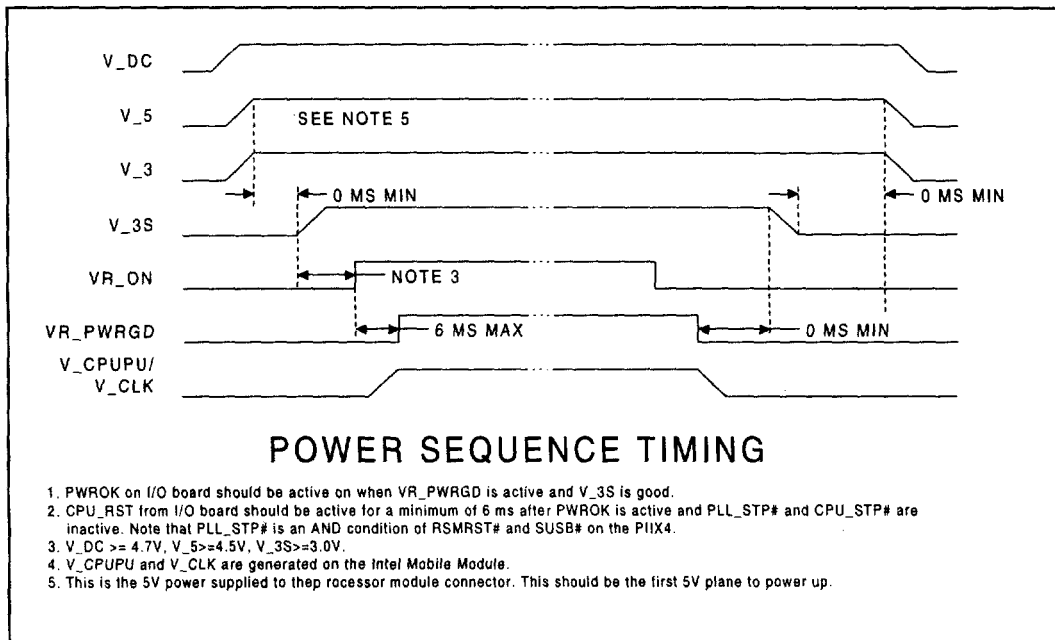 V_DC
V_5
SEE NOTE 5
V_3
0 MS MIN
0 MS MIN
V_3S
VR_ON
NOTE 3
VR_PWRGD
6 MS MAX
0 MS MIN
V_CPUPU/
V_CLK
POWER SEQUENCE TIMING
1. PWROK on I/O board should be active on when VR_PWRGD is active and V_3S is good.
2. CPU_RST from I/O board should be active for a minimum of 6 ms after PWROK is active and PLL_STP# and CPU_STP# are
inactive. Note that PLL_STP# is an AND condition of RSMRST# and SUSB# on the PIIX4.
3. V_DC >= 4.7V, V_5>=4.5V, V_3S>=3.0V.
4. V_CPUPU and V_CLK are generated on the Intel Mobile Module.
5. This is the 5V power supplied to thep rocessor module connector. This should be the first 5V plane to power up.